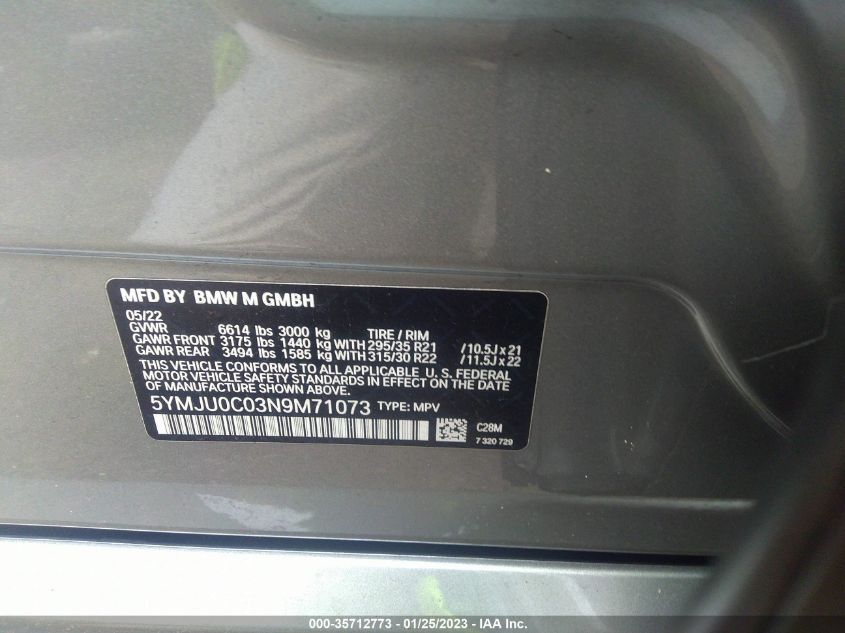 MFD BY BMW M GMBH
05/22
GVWR 6614 lbs 3000 kg TIRE / RIM
GAWR FRONT 3175 lbs 1440 kg WITH 295/35 R21 /10.5J x 21
GAWR REAR 3494 lbs 1585 kg WITH 315/30 R22 /11.5J x 22
THIS VEHICLE CONFORMS TO ALL APPLICABLE U. S. FEDERAL
MOTOR VEHICLE SAFETY STANDARDS IN EFFECT ON THE DATE
OF MANUFACTURE SHOWN ABOVE.
5YMJU0C03N9M71073 TYPE: MPV
C28M
7 320 729
000-35712773 - 01/25/2023 - © IAA Inc.